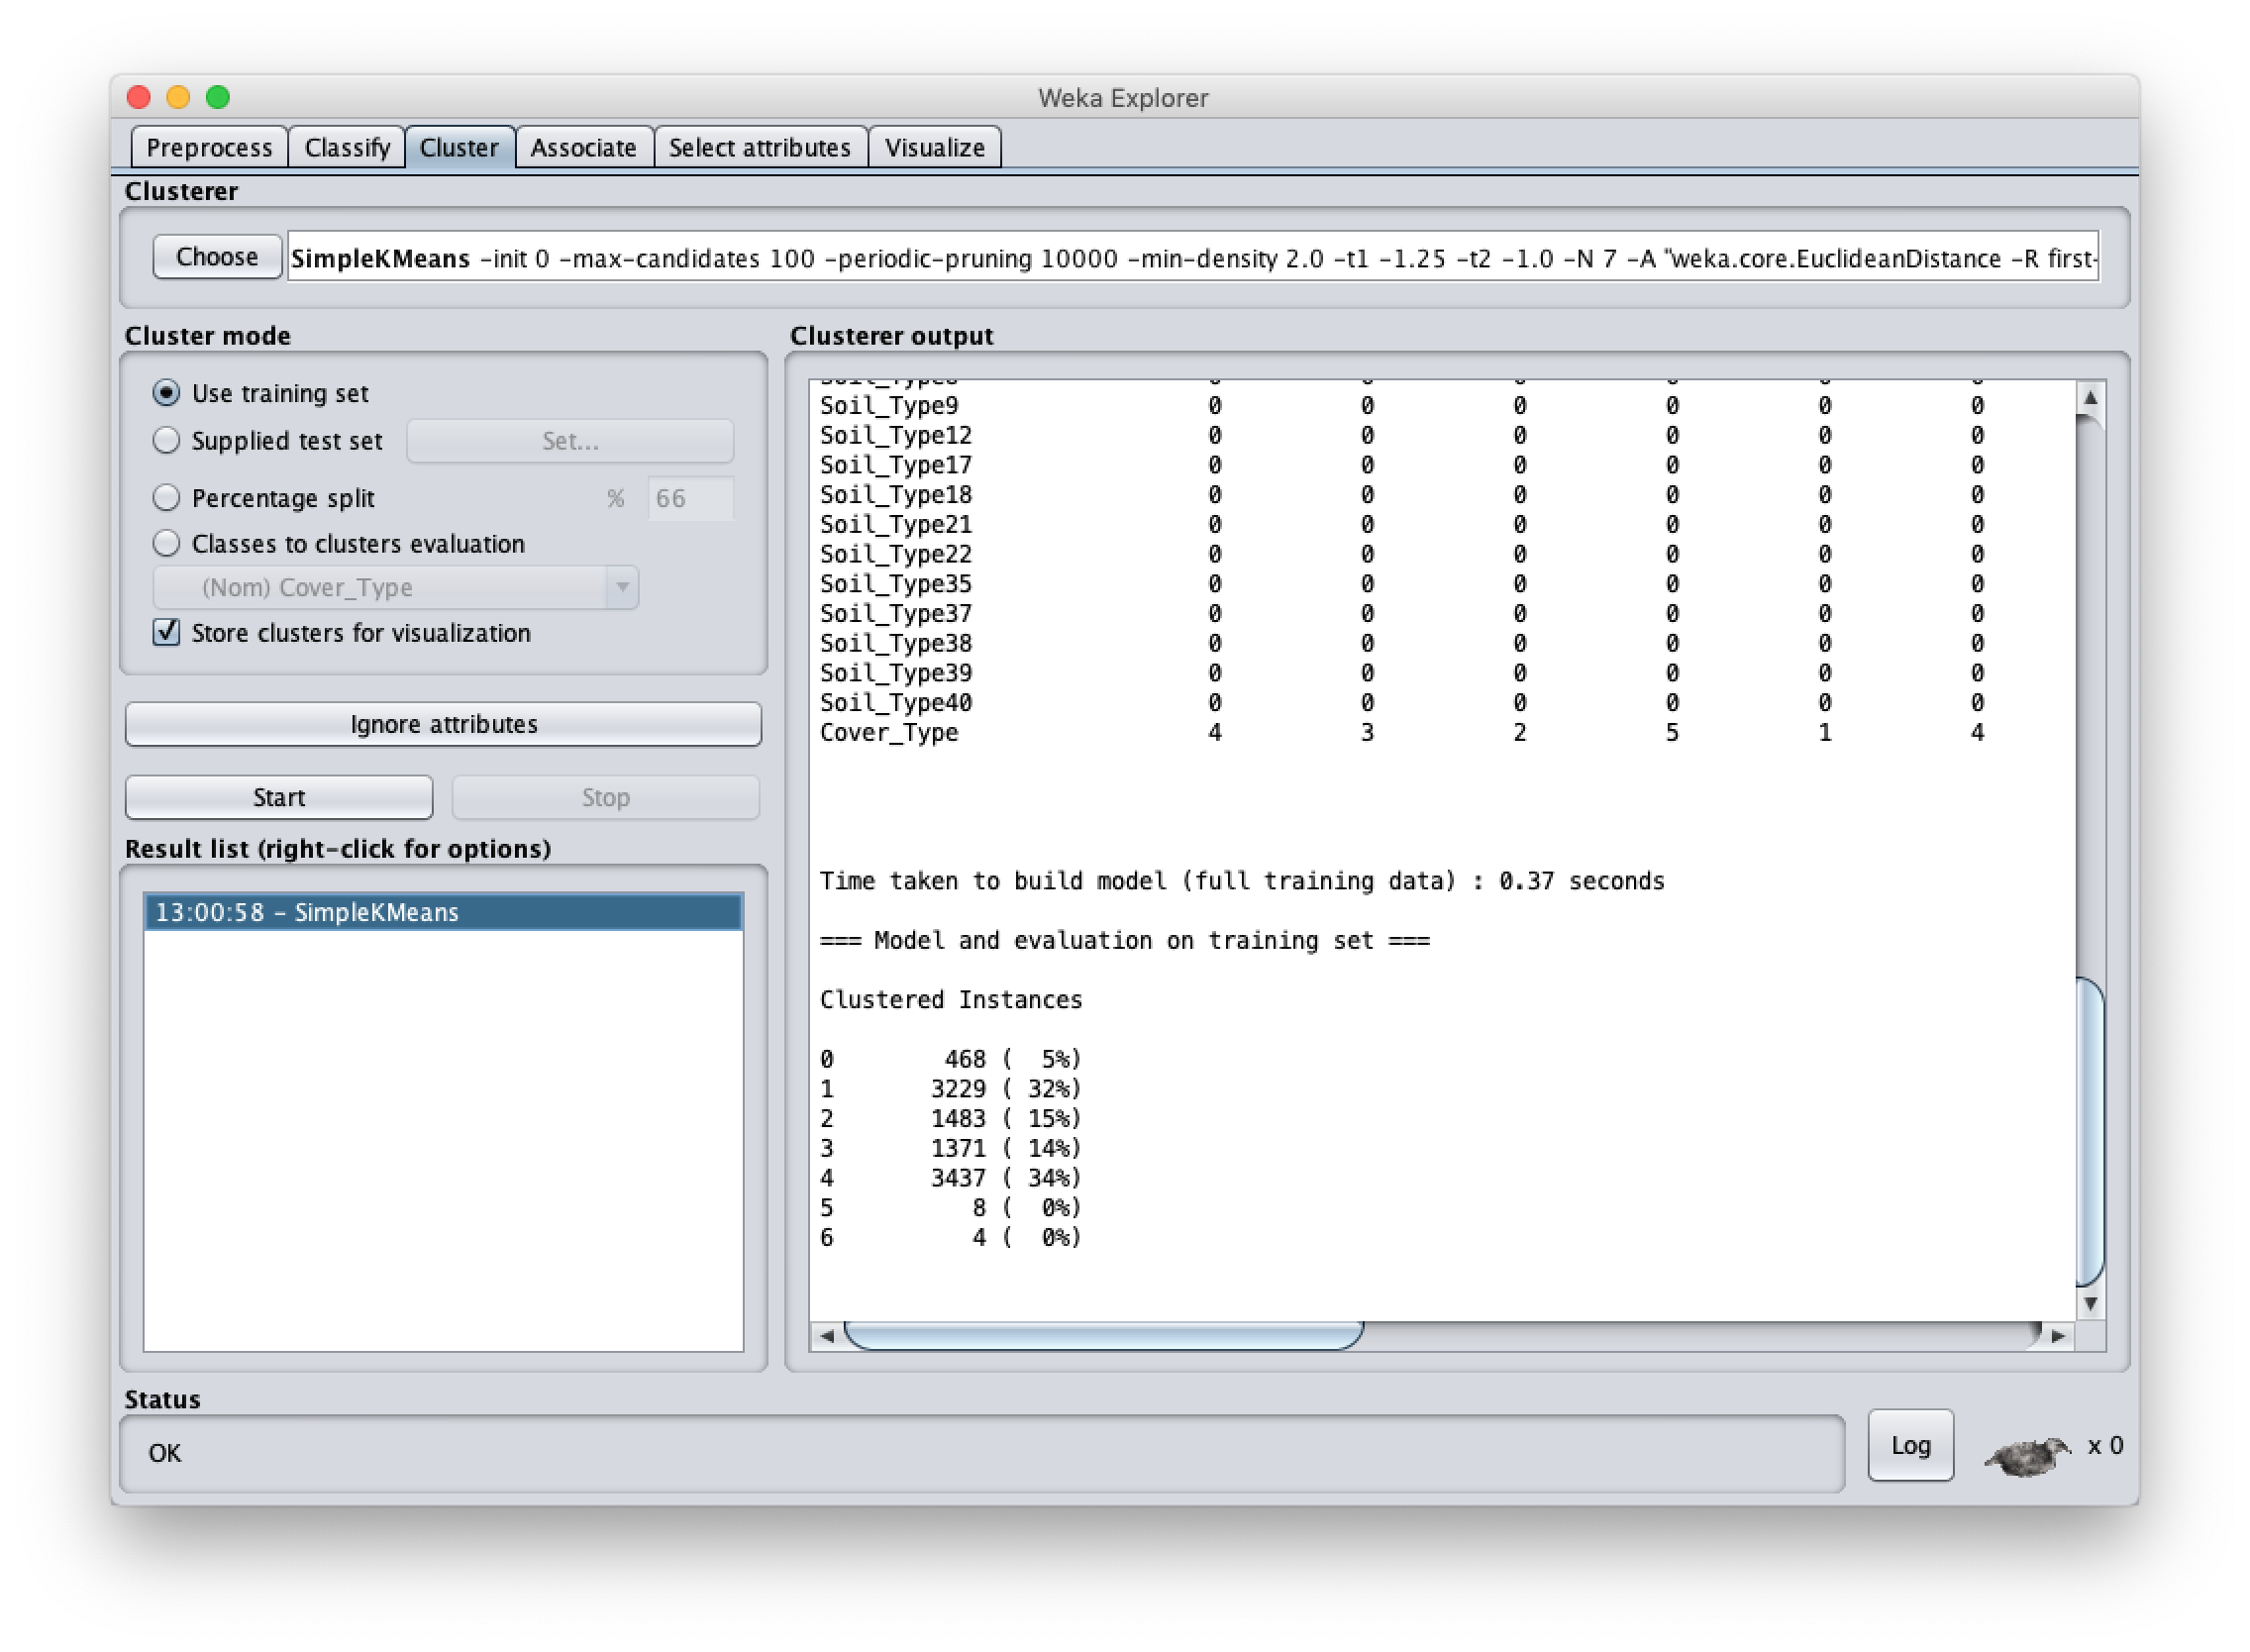 Weka Explorer
Preprocess Classify Cluster Associate Select attributes Visualize
Clusterer
Choose SimpleKMeans -init 0 -max-candidates 100 -periodic-pruning 10000 -min-density 2.0 -t1 -1.25 -t2 -1.0 -N 7 -A "weka.core.EuclideanDistance -R first-
Cluster mode
Use training set
Supplied test set Set...
Percentage split % 66
Classes to clusters evaluation
(Nom) Cover_Type
Store clusters for visualization
Ignore attributes
Start Stop
Result list (right-click for options)
13:00:58 - SimpleKMeans
Clusterer output
Soil_Type9 0 0 0 0 0 0
Soil_Type12 0 0 0 0 0 0
Soil_Type17 0 0 0 0 0 0
Soil_Type18 0 0 0 0 0 0
Soil_Type21 0 0 0 0 0 0
Soil_Type22 0 0 0 0 0 0
Soil_Type35 0 0 0 0 0 0
Soil_Type37 0 0 0 0 0 0
Soil_Type38 0 0 0 0 0 0
Soil_Type39 0 0 0 0 0 0
Soil_Type40 0 0 0 0 0 0
Cover_Type 4 3 2 5 1 4
Time taken to build model (full training data) : 0.37 seconds
=== Model and evaluation on training set ===
Clustered Instances
0 468 ( 5%)
1 3229 ( 32%)
2 1483 ( 15%)
3 1371 ( 14%)
4 3437 ( 34%)
5 8 ( 0%)
6 4 ( 0%)
Status
OK
Log x 0